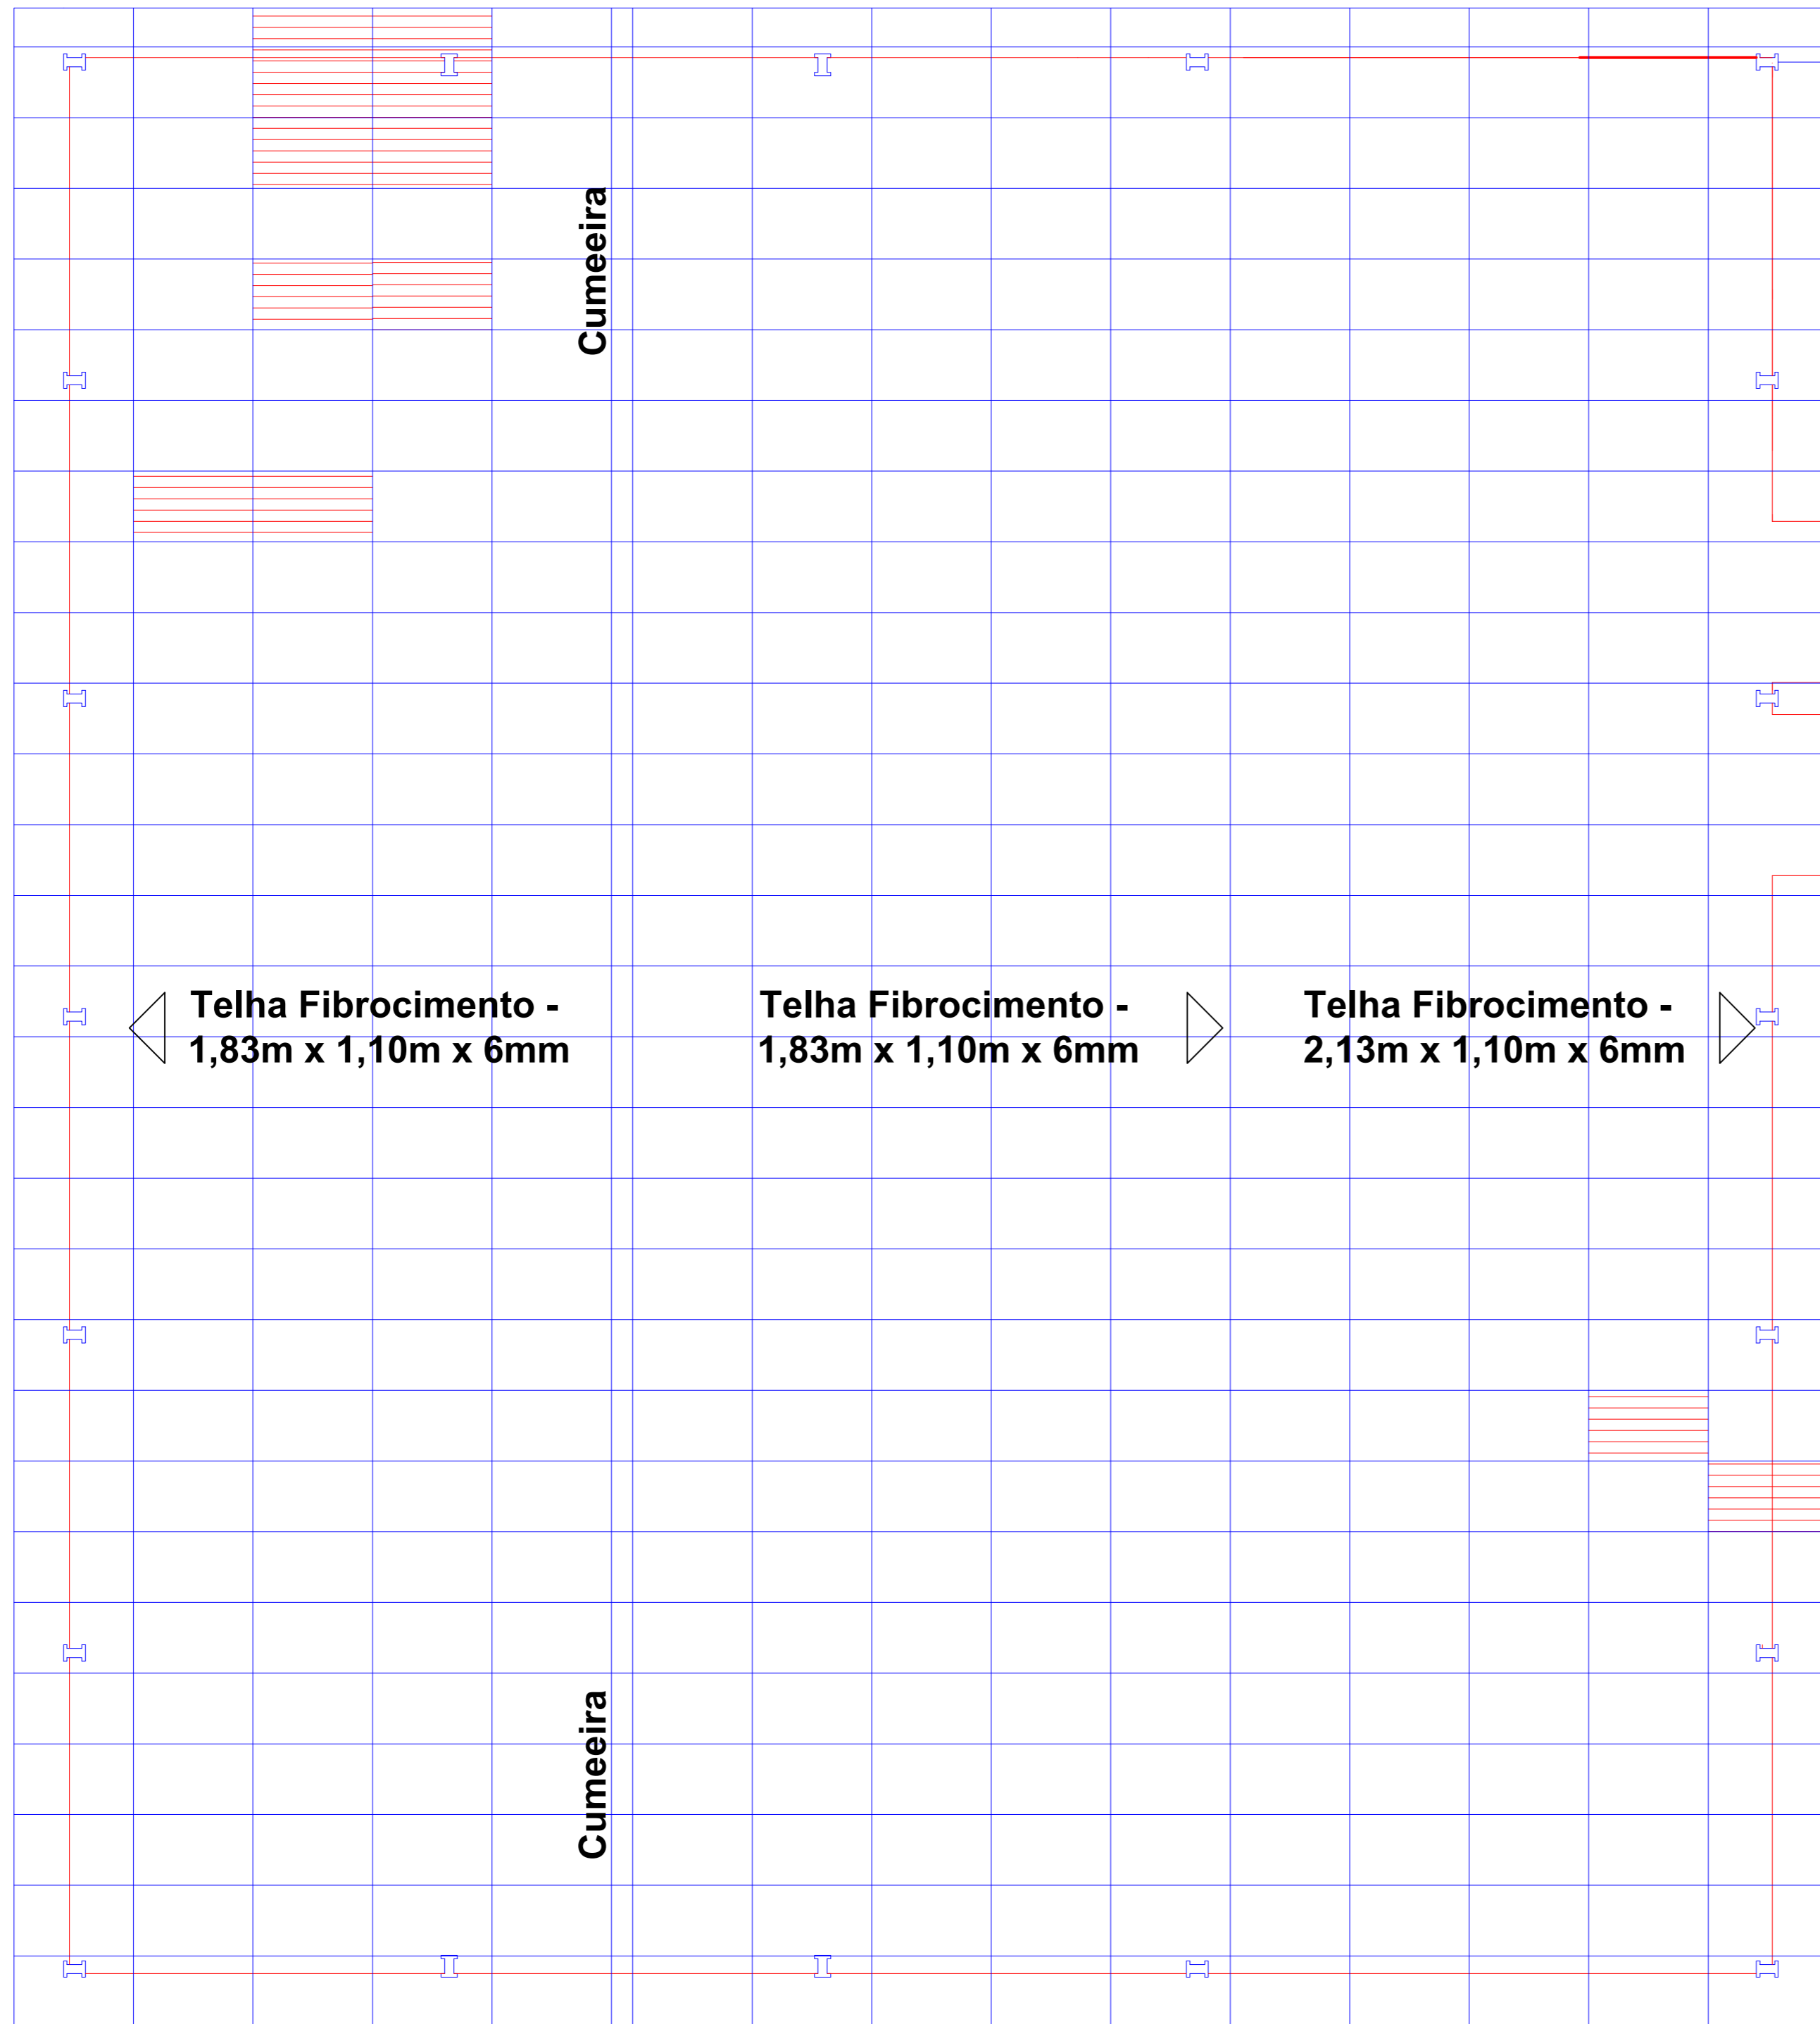 Cumeeira
Telha Fibrocimento -
1,83m x 1,10m x 6mm
Telha Fibrocimento -
1,83m x 1,10m x 6mm
Telha Fibrocimento -
2,13m x 1,10m x 6mm
Cumeeira